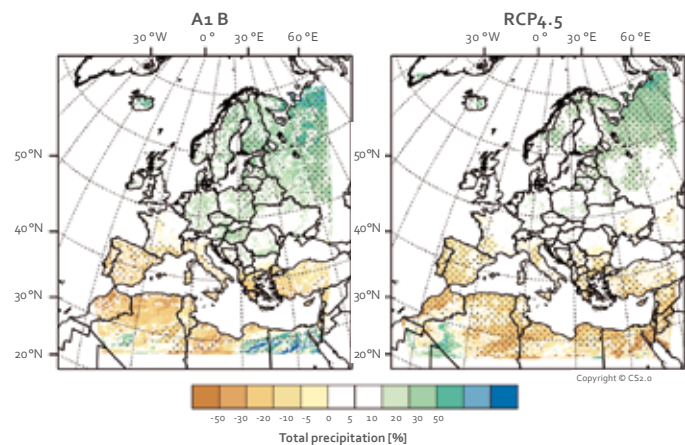 A1 B RCP4.5
30°W 0° 30°E 60°E 30°W 0° 30°E 60°E
50°N 50°N
40°N 40°N
30°N 30°N
20°N 20°N
Copyright © CS2.0
-50 -30 -20 -10 -5 0 5 10 20 30 50
Total precipitation [%]